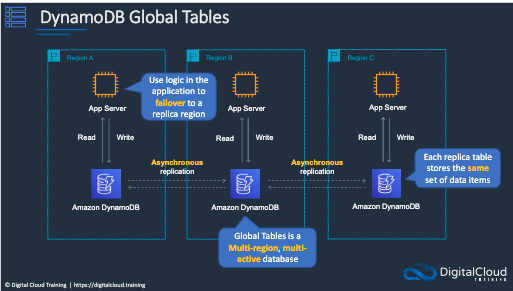 DynamoDB Global Tables
Region A
Region B
Region C
Use logic in the
application to
failover to a
replica region
App Server
App Server
App Server
Read
Write
Read
Write
Read
Write
Asynchronous
replication
Asynchronous
replication
Each replica table
stores the same
set of data items
Amazon DynamoDB
Amazon DynamoDB
Amazon DynamoDB
Global Tables is a
Multi-region, multi-
active database
© Digital Cloud Training | https://digitalcloud.training
DigitalCloud
TRAINING